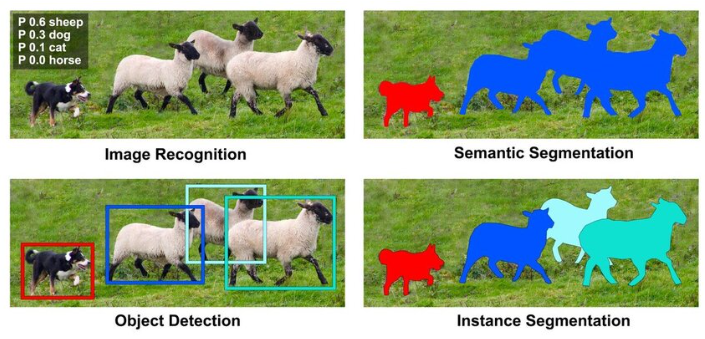 P 0.6 sheep
P 0.3 dog
P 0.1 cat
P 0.0 horse
Image Recognition
Semantic Segmentation
Object Detection
Instance Segmentation